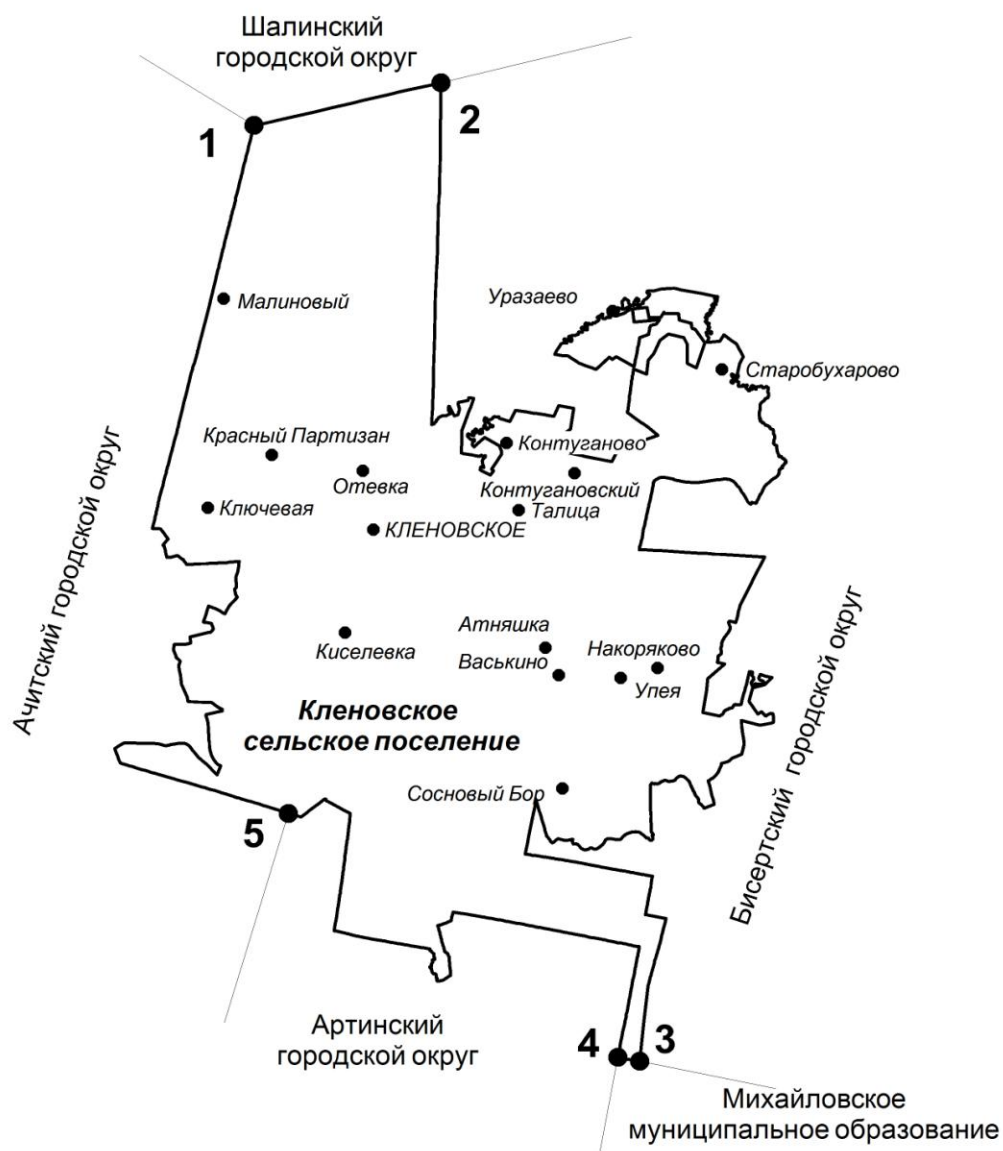 Шалинский
городской округ
1
2
Уразаево
Малиновый
Старобухарово
Красный Партизан
Контуганово
Отевка
Контугановский
Ключевая
Талица
КЛЕНОВСКОЕ
Ачитский городской округ
Атняшка
Накоряково
Киселевка
Васькино
Упея
Кленовское
сельское поселение
Бисертский городской округ
Сосновый Бор
5
Артинский
городской округ
4
3
Михайловское
муниципальное образование